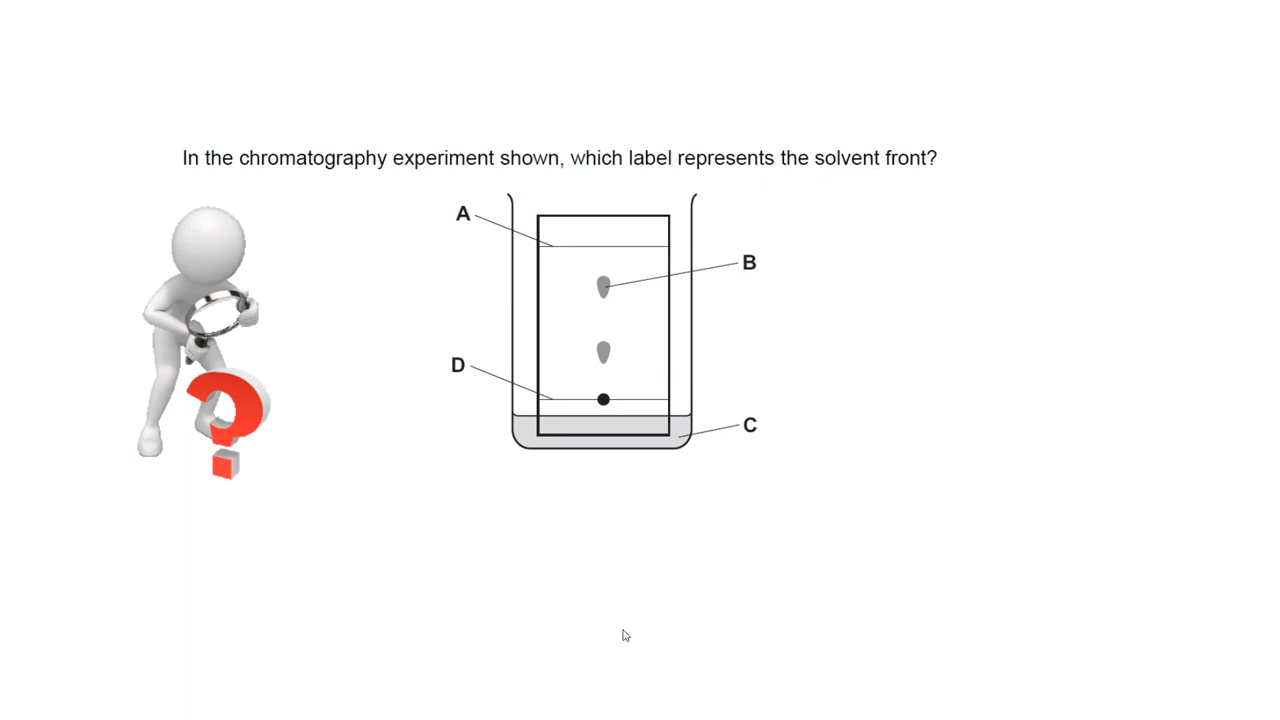 In the chromatography experiment shown, which label represents the solvent front?
A
B
D
C